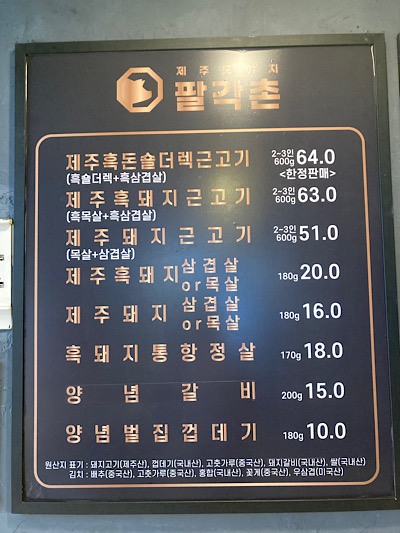 제주흑돼지
팔각촌
제주흑돈숄더렉근고기 2~3인 600g 64.0
(흑숄더렉+흑삼겹살) <한정판매>
제주흑돼지근고기 2~3인 600g 63.0
(흑목살+흑삼겹살)
제주돼지근고기 2~3인 600g 51.0
(목살+삼겹살)
제주흑돼지 삼겹살 or목살 180g 20.0
제주돼지 삼겹살 or목살 180g 16.0
흑돼지통항정살 170g 18.0
양념갈비 200g 15.0
양념벌집껍데기 180g 10.0
원산지 표기 : 돼지고기(제주산), 껍데기(국내산), 고춧가루(중국산), 돼지갈비(국내산), 쌀(국내산)
김치 : 배추(중국산), 고춧가루(중국산), 홍합(국내산), 꽃게(중국산), 우삼겹(미국산)